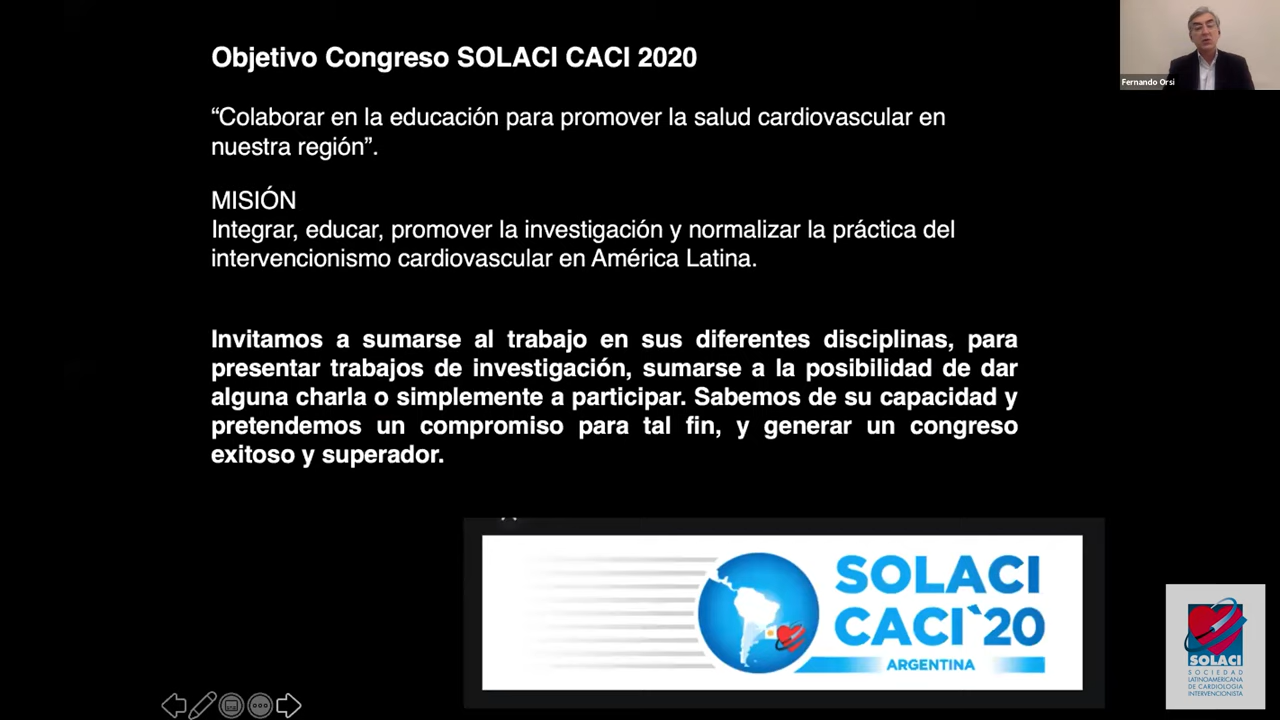 Objetivo Congreso SOLACI CACI 2020
“Colaborar en la educación para promover la salud cardiovascular en
nuestra región”.
MISIÓN
Integrar, educar, promover la investigación y normalizar la práctica del
intervencionismo cardiovascular en América Latina.
Invitamos a sumarse al trabajo en sus diferentes disciplinas, para
presentar trabajos de investigación, sumarse a la posibilidad de dar
alguna charla o simplemente a participar. Sabemos de su capacidad y
pretendemos un compromiso para tal fin, y generar un congreso
exitoso y superador.
SOLACI
CACI`20
ARGENTINA
Fernando Orsi
SOLACI
SOCIEDAD
LATINOAMERICANA
DE CARDIOLOGIA
INTERVENCIONISTA